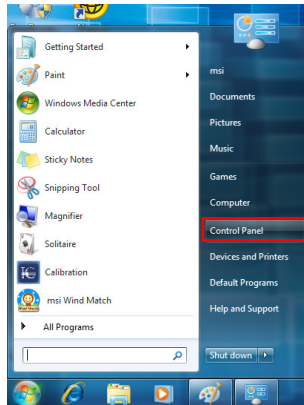 Getting Started
Paint
Windows Media Center
Calculator
Sticky Notes
Snipping Tool
Magnifier
Solitaire
Calibration
msi Wind Match
All Programs
msi
Documents
Pictures
Music
Games
Computer
Control Panel
Devices and Printers
Default Programs
Help and Support
Shut down